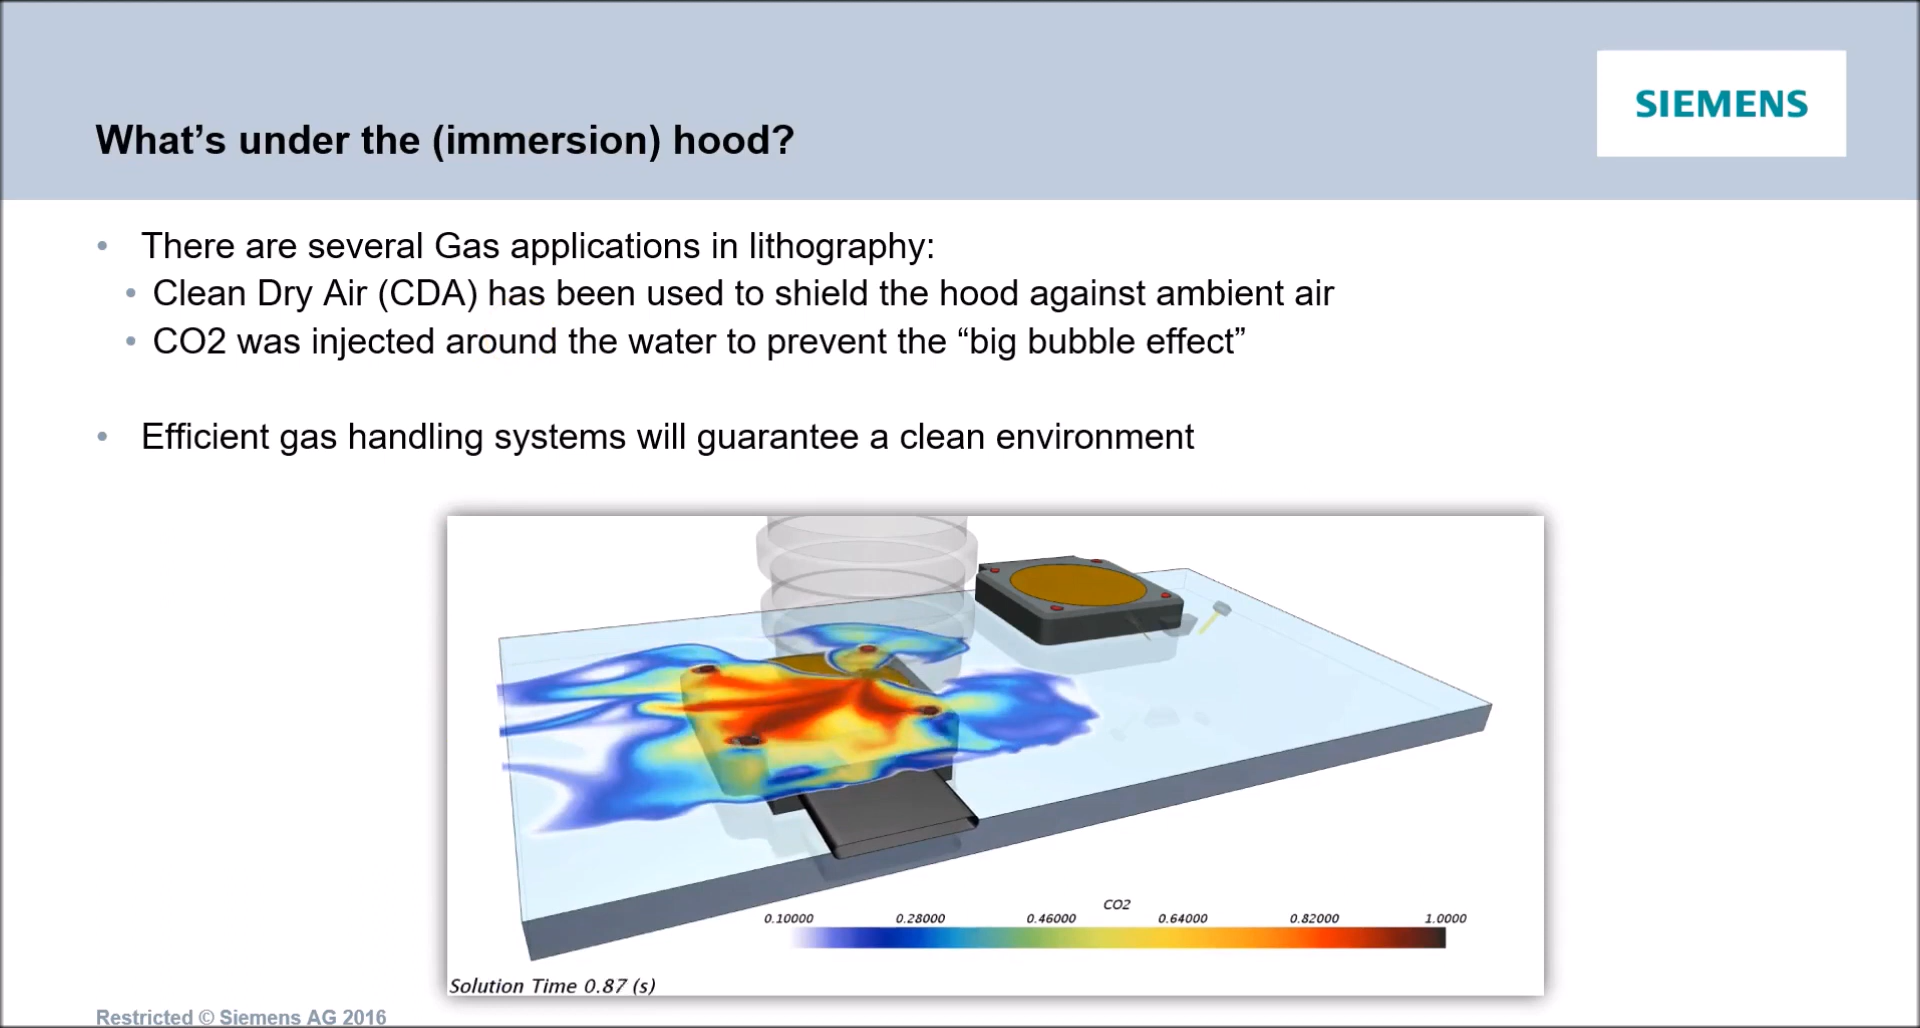 SIEMENS
What’s under the (immersion) hood?
• There are several Gas applications in lithography:
• Clean Dry Air (CDA) has been used to shield the hood against ambient air
• CO2 was injected around the water to prevent the “big bubble effect”
• Efficient gas handling systems will guarantee a clean environment
CO2
0.10000 0.28000 0.46000 0.64000 0.82000 1.0000
Solution Time 0.87 (s)
Restricted © Siemens AG 2016